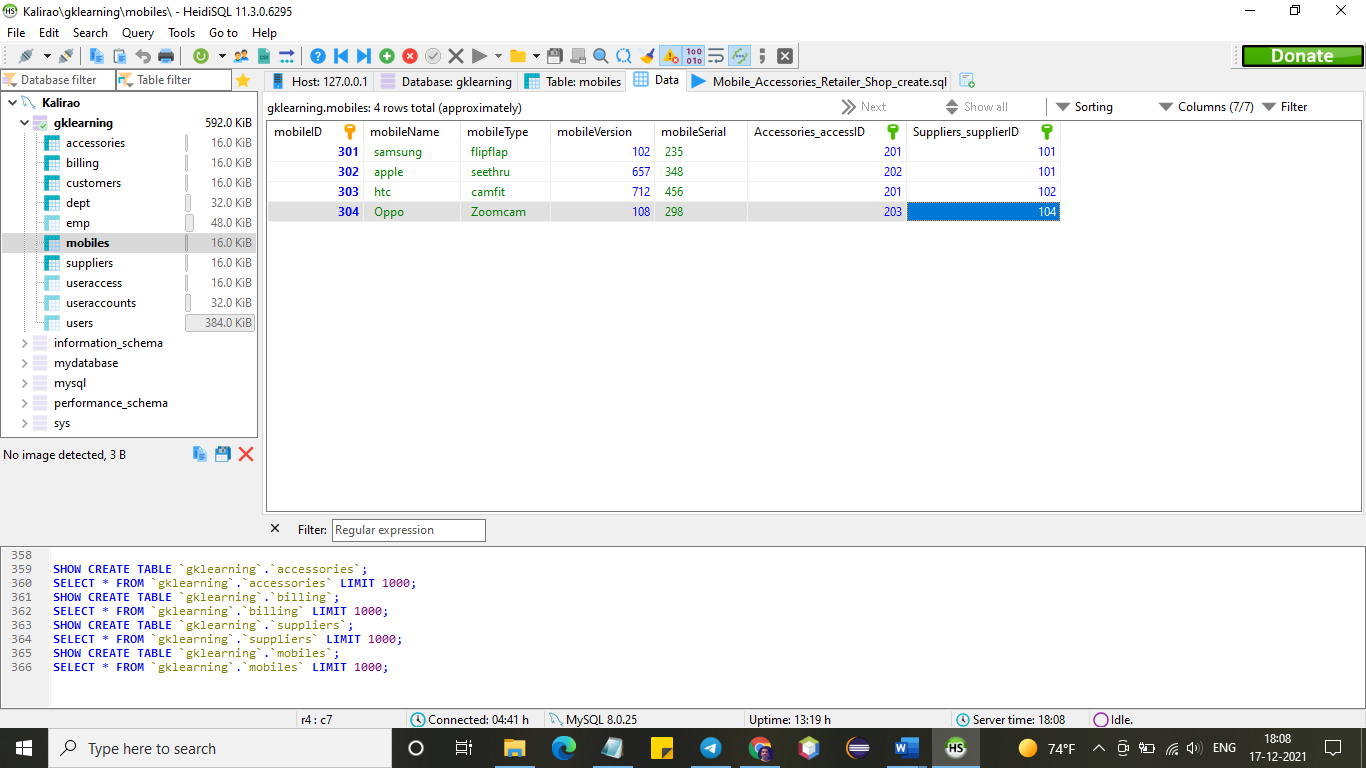 Kalirao\gklearning\mobiles\ - HeidiSQL 11.3.0.6295
File Edit Search Query Tools Go to Help
Donate
Database filter Table filter Host: 127.0.0.1 Database: gklearning Table: mobiles Data Mobile_Accessories_Retailer_Shop_create.sql
Kalirao
gklearning 592.0 KiB
accessories 16.0 KiB
billing 16.0 KiB
customers 16.0 KiB
dept 32.0 KiB
emp 48.0 KiB
mobiles 16.0 KiB
suppliers 16.0 KiB
useraccess 16.0 KiB
useraccounts 32.0 KiB
users 384.0 KiB
information_schema
mydatabase
mysql
performance_schema
sys
No image detected, 3 B
gklearning.mobiles: 4 rows total (approximately) Next Show all Sorting Columns (7/7) Filter
mobileID mobileName mobileType mobileVersion mobileSerial Accessories_accessID Suppliers_supplierID
301 samsung flipflap 102 235 201 101
302 apple seethru 657 348 202 101
303 htc camfit 712 456 201 102
304 Oppo Zoomcam 108 298 203 104
Filter: Regular expression
358
359 SHOW CREATE TABLE `gklearning`.`accessories`;
360 SELECT * FROM `gklearning`.`accessories` LIMIT 1000;
361 SHOW CREATE TABLE `gklearning`.`billing`;
362 SELECT * FROM `gklearning`.`billing` LIMIT 1000;
363 SHOW CREATE TABLE `gklearning`.`suppliers`;
364 SELECT * FROM `gklearning`.`suppliers` LIMIT 1000;
365 SHOW CREATE TABLE `gklearning`.`mobiles`;
366 SELECT * FROM `gklearning`.`mobiles` LIMIT 1000;
r4 : c7 Connected: 04:41 h MySQL 8.0.25 Uptime: 13:19 h Server time: 18:08 Idle.
Type here to search 74°F ENG 18:08
17-12-2021